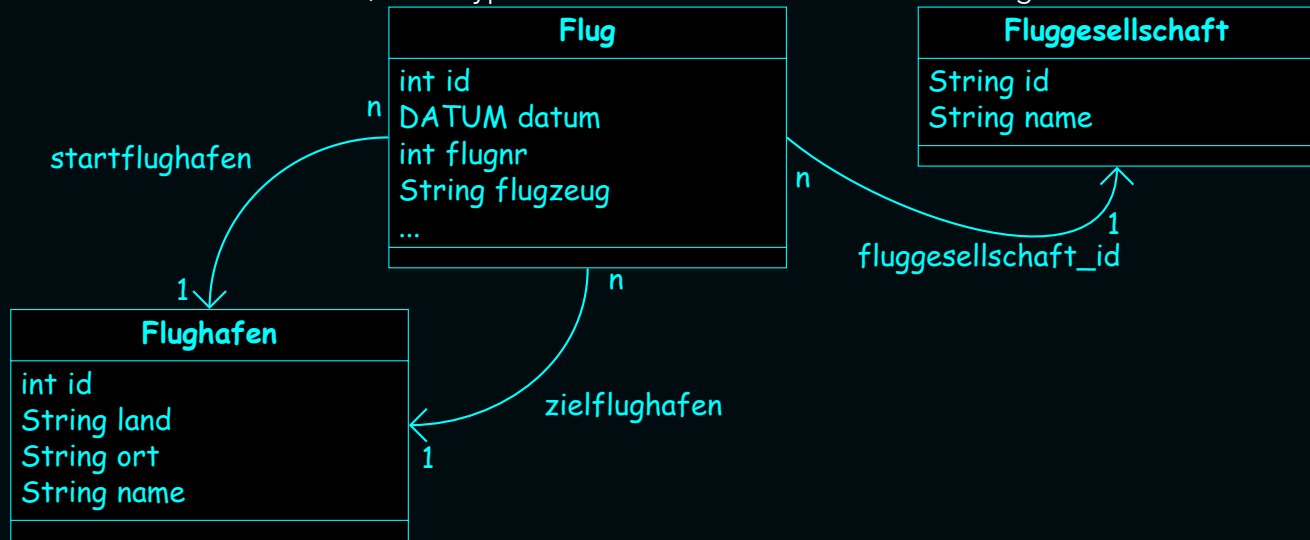 Flug
int id
DATUM datum
int flugnr
String flugzeug
...
Fluggesellschaft
String id
String name
n
startflughafen
1
n
1
fluggesellschaft_id
n
zielflughafen
1
Flughafen
int id
String land
String ort
String name